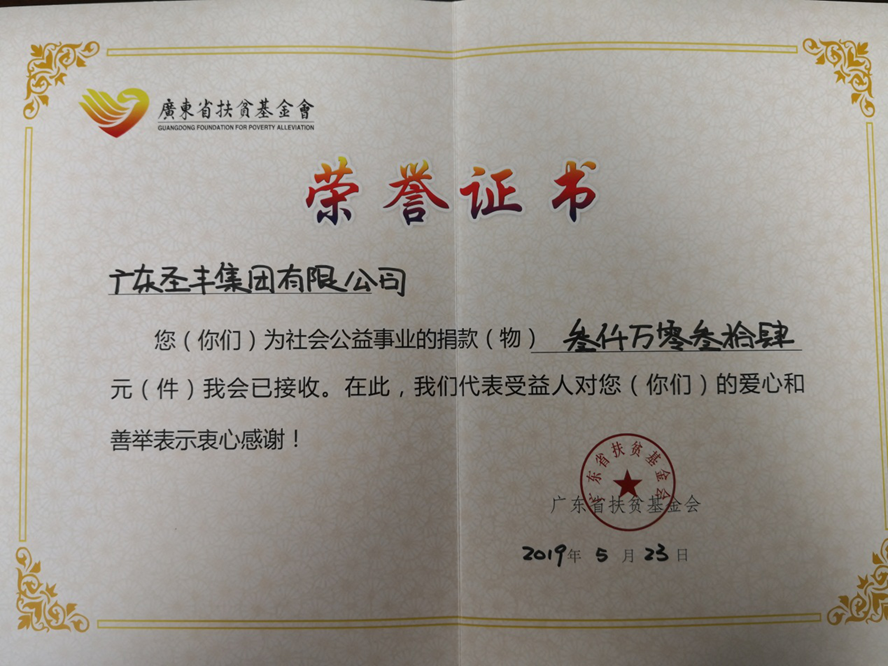 廣東省扶貧基金會
GUANGDONG FOUNDATION FOR POVERTY ALLEVIATION
荣誉证书
广东圣丰集团有限公司
您（你们）为社会公益事业的捐款（物） 叁仟万零叁拾肆
元（件）我会已接收。在此，我们代表受益人对您（你们）的爱心和
善举表示衷心感谢！
广东省扶贫基金会
广东省扶贫基金会
2019年 5 月 23 日